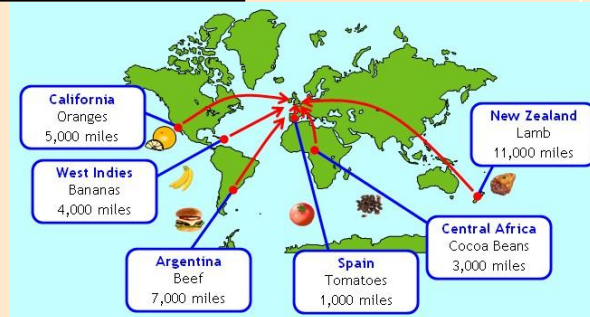 California
Oranges
5,000 miles
West Indies
Bananas
4,000 miles
Argentina
Beef
7,000 miles
Spain
Tomatoes
1,000 miles
Central Africa
Cocoa Beans
3,000 miles
New Zealand
Lamb
11,000 miles